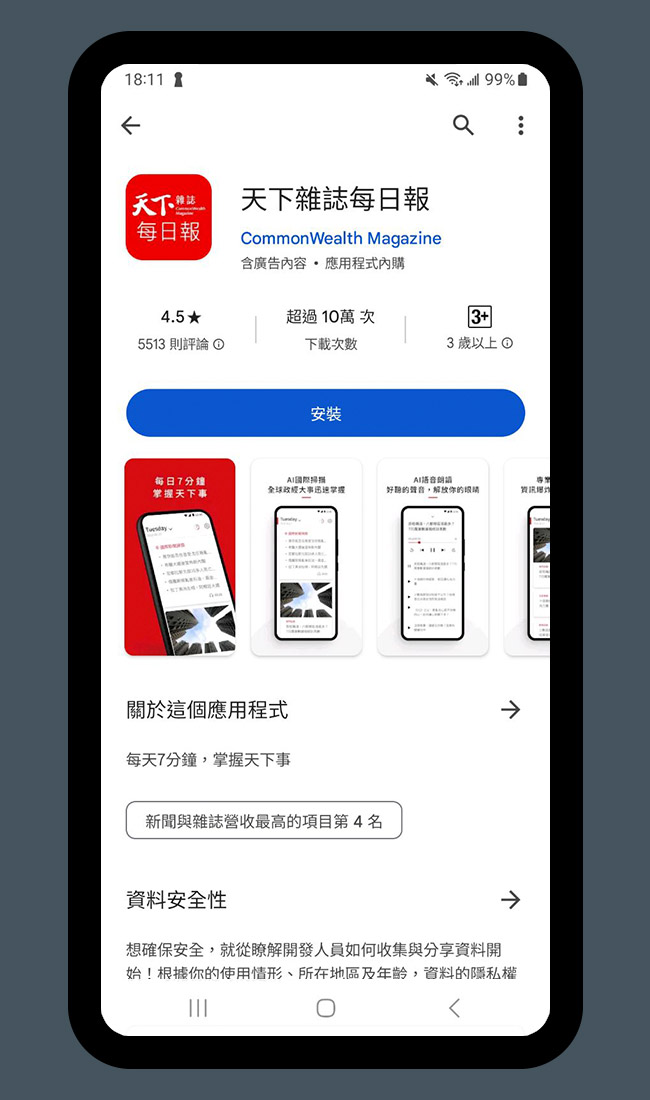 18:11
99%
天下雜誌
CommonWealth
Magazine
每日報
天下雜誌每日報
CommonWealth Magazine
含廣告內容 • 應用程式內購
4.5★
5513 則評論
超過 10萬 次
下載次數
3+
3 歲以上
安裝
每日7分鐘
掌握天下事
Tuesday
AI國際掃描
全球政經大事迅速掌握
Tuesday
AI語音朗讀
好聽的聲音，解放你的眼睛
專業
資訊爆炸
關於這個應用程式
每天7分鐘，掌握天下事
新聞與雜誌營收最高的項目第 4 名
資料安全性
想確保安全，就從瞭解開發人員如何收集與分享資料開
始！根據你的使用情形、所在地區及年齡，資料的隱私權